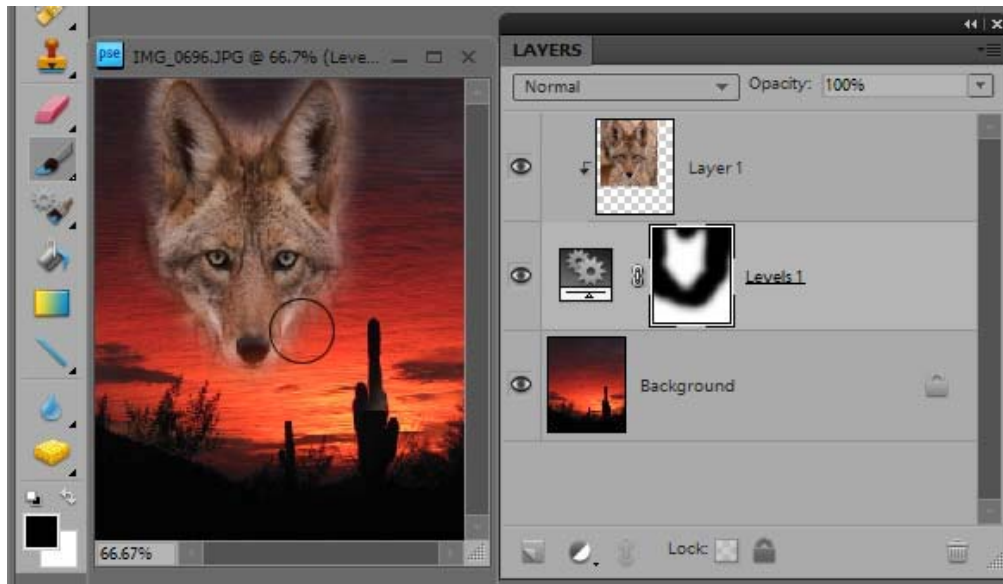 pse IMG_0696.JPG @ 66.7% (Leve...
LAYERS
Normal Opacity: 100%
Layer 1
Levels 1
Background
66.67% Lock: